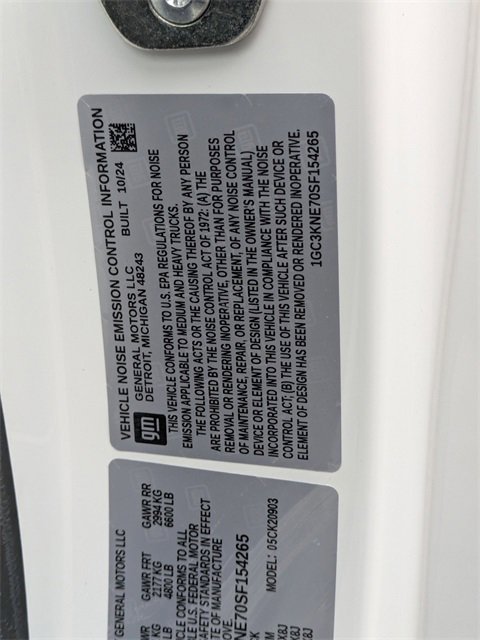 VEHICLE NOISE EMISSION CONTROL INFORMATION
gm
GENERAL MOTORS LLC BUILT 10/24
DETROIT, MICHIGAN 48243
THIS VEHICLE CONFORMS TO U.S. EPA REGULATIONS FOR NOISE
EMISSION APPLICABLE TO MEDIUM AND HEAVY TRUCKS.
THE FOLLOWING ACTS OR THE CAUSING THEREOF BY ANY PERSON
ARE PROHIBITED BY THE NOISE CONTROL ACT OF 1972: (A) THE
REMOVAL OR RENDERING INOPERATIVE, OTHER THAN FOR PURPOSES
OF MAINTENANCE, REPAIR, OR REPLACEMENT, OF ANY NOISE CONTROL
DEVICE OR ELEMENT OF DESIGN (LISTED IN THE OWNER'S MANUAL)
INCORPORATED INTO THIS VEHICLE IN COMPLIANCE WITH THE NOISE
CONTROL ACT; (B) THE USE OF THIS VEHICLE AFTER SUCH DEVICE OR
ELEMENT OF DESIGN HAS BEEN REMOVED OR RENDERED INOPERATIVE.
1GC3KNE70SF154265
GENERAL MOTORS LLC
GAWR FRT GAWR RR
2177 KG 2994 KG
4800 LB 6600 LB
CONFORMS TO ALL
U.S. FEDERAL MOTOR
SAFETY STANDARDS IN EFFECT
OF MANUFACTURE
NE70SF154265
MODEL: 05CK20903